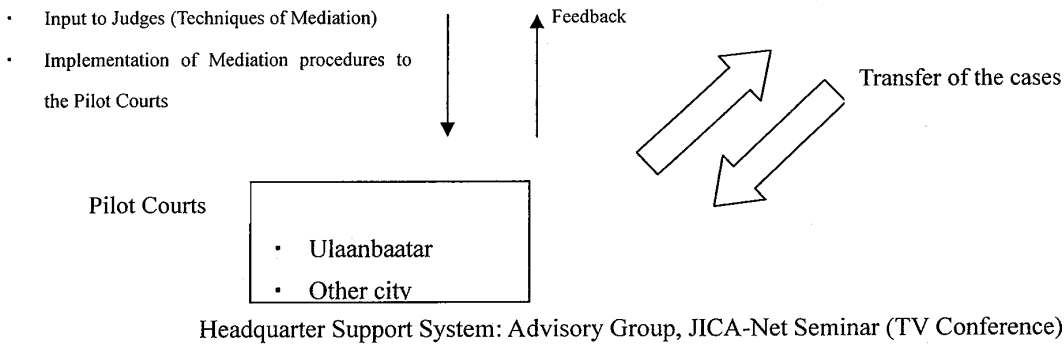 · Input to Judges (Techniques of Mediation)
· Implementation of Mediation procedures to
the Pilot Courts
Feedback
Transfer of the cases
Pilot Courts
· Ulaanbaatar
· Other city
Headquarter Support System: Advisory Group, JICA-Net Seminar (TV Conference)